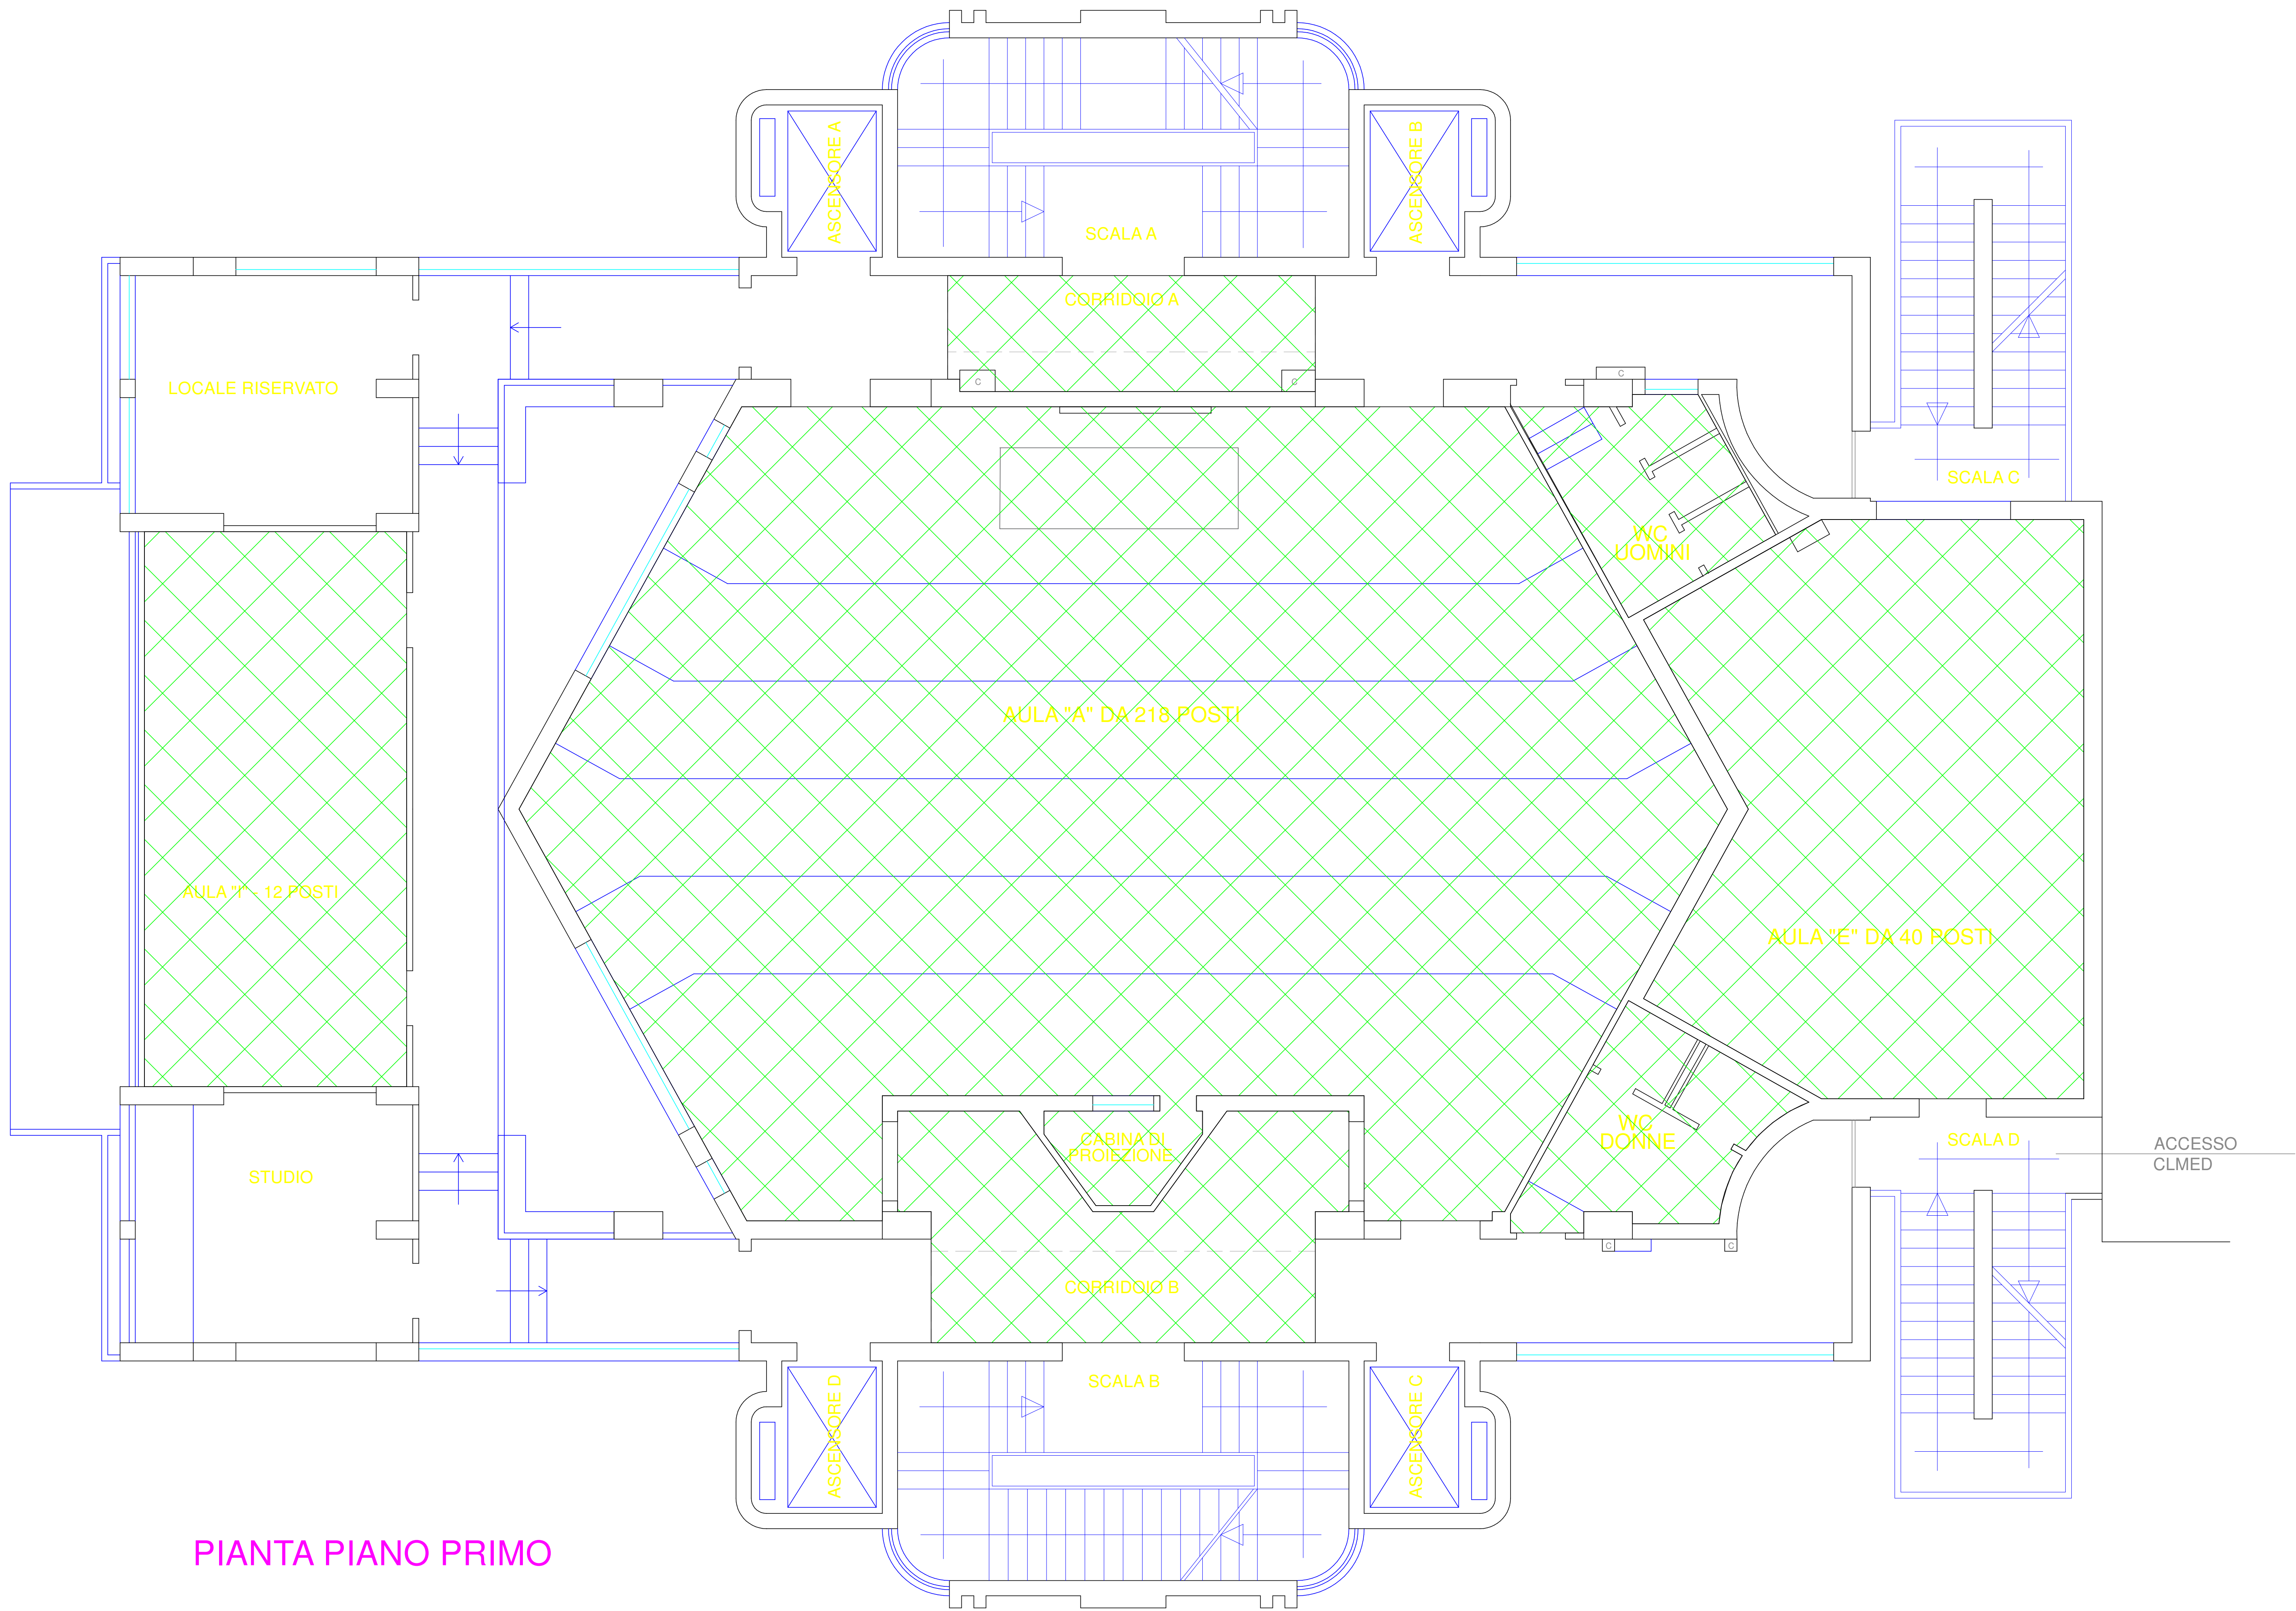 ASCENSORE A
ASCENSORE B
SCALA A
CORRIDOIO A
LOCALE RISERVATO
C
C
C
SCALA C
WC
UOMINI
AULA "A" DA 218 POSTI
AULA "I" - 12 POSTI
AULA "E" DA 40 POSTI
WC
DONNE
CABINA DI
PROIEZIONE
SCALA D
ACCESSO
CLMED
STUDIO
C
C
CORRIDOIO B
SCALA B
ASCENSORE D
ASCENSORE C
PIANTA PIANO PRIMO